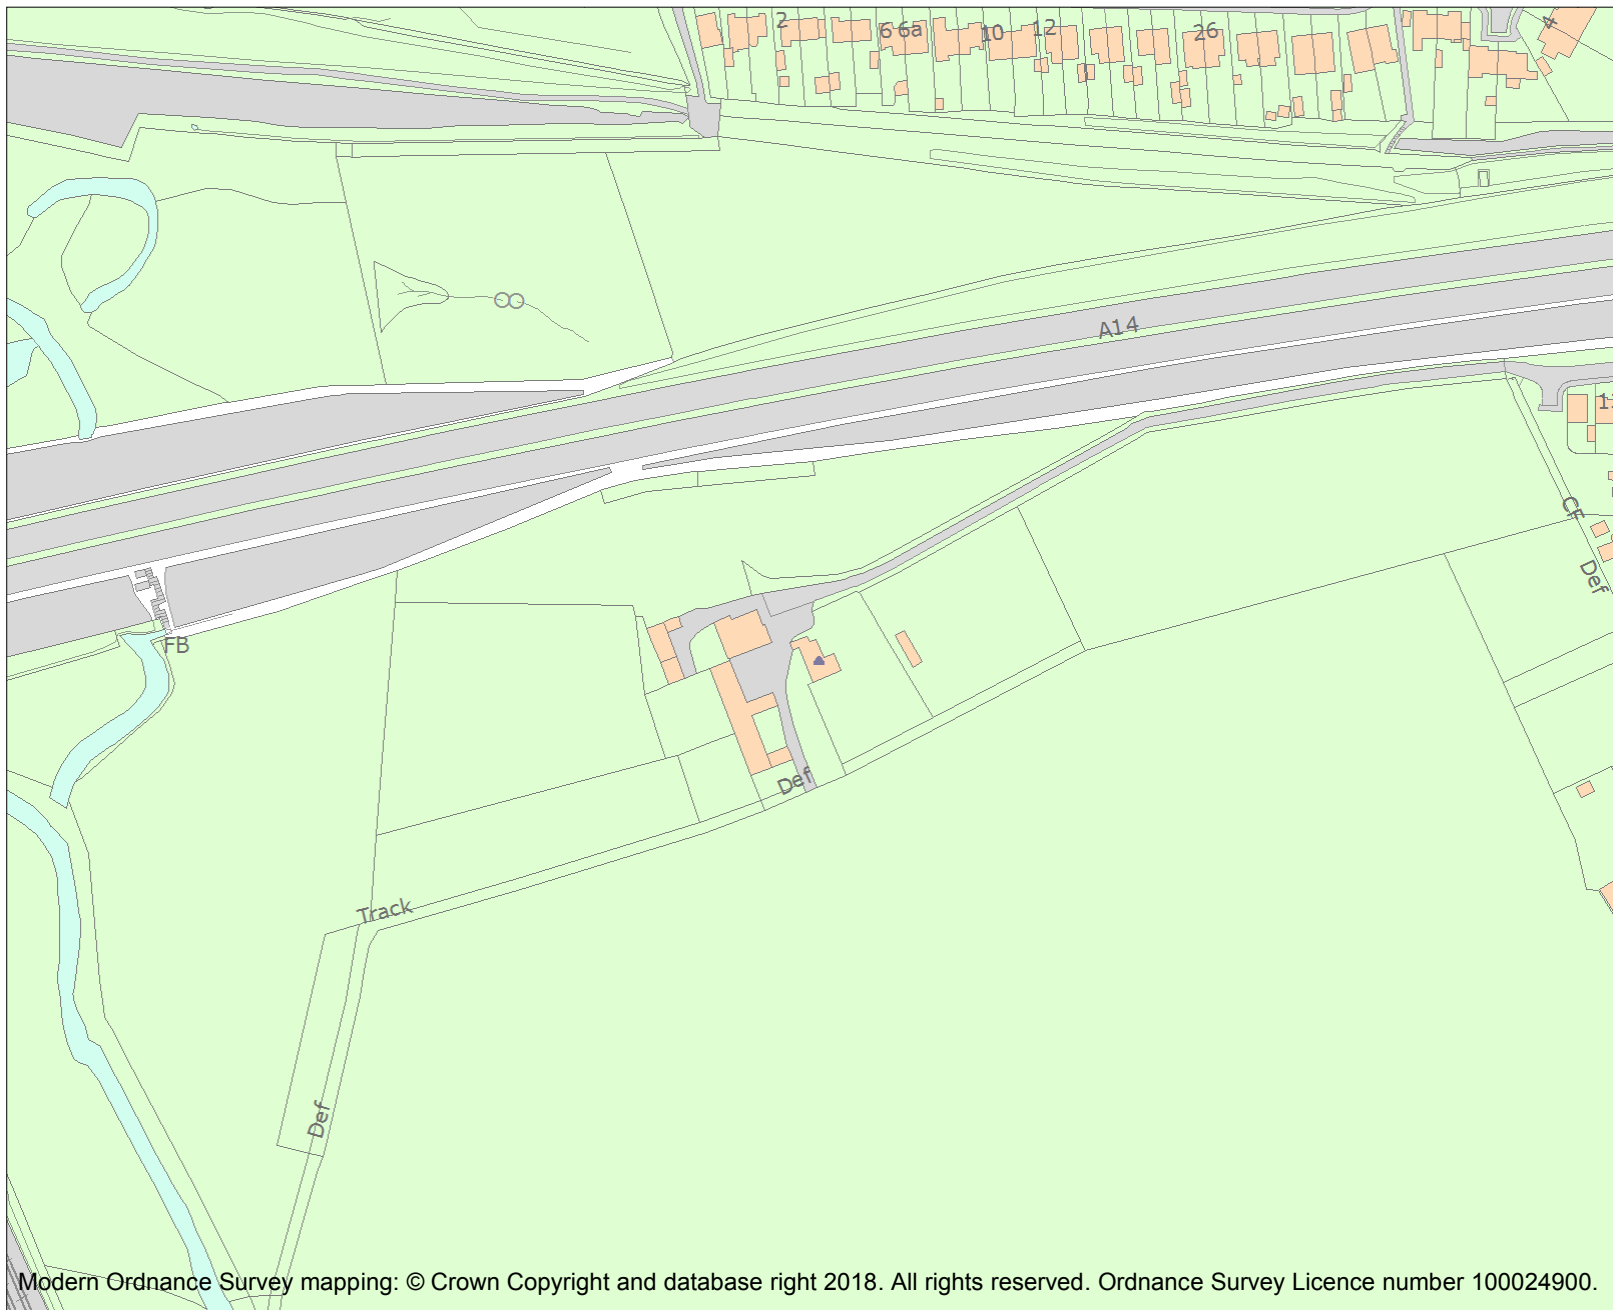 2
6 6a
10
12
26
4
A14
Cr
Def
FB
Def
Track
Def
Modern Ordnance Survey mapping: © Crown Copyright and database right 2018. All rights reserved. Ordnance Survey Licence number 100024900.